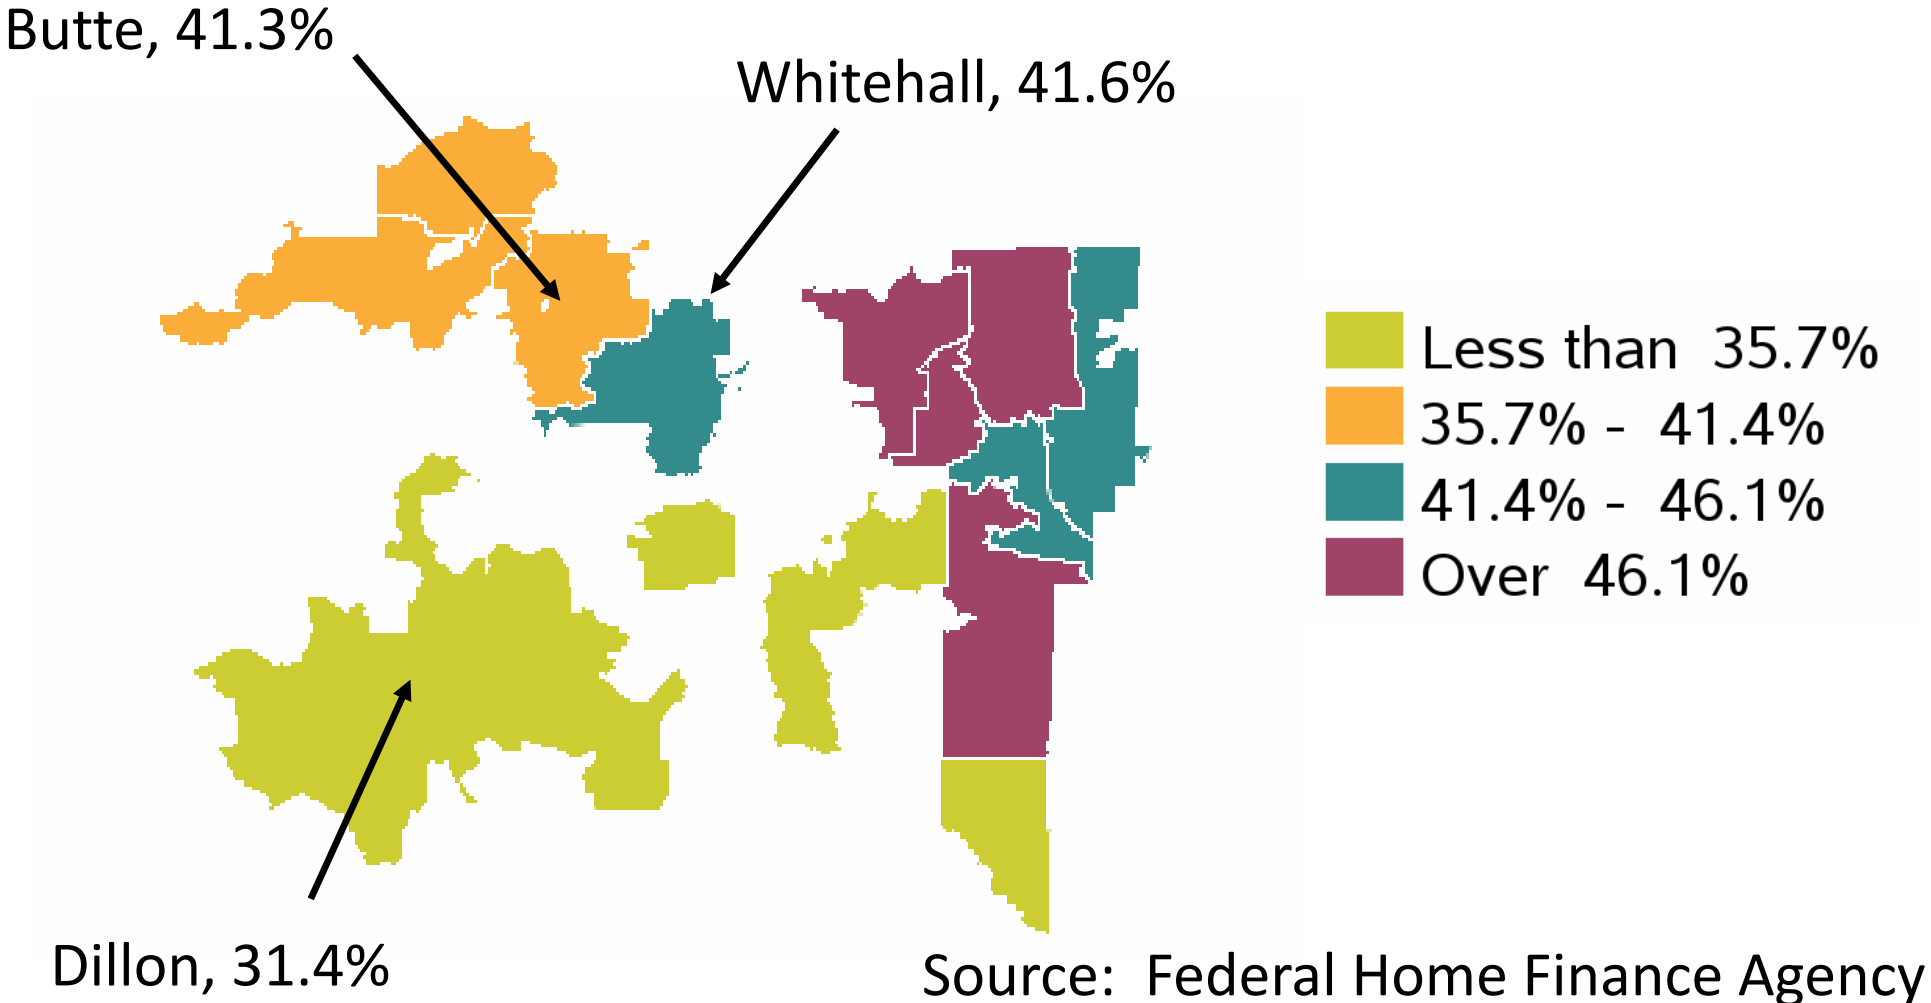 Butte, 41.3%
Whitehall, 41.6%
Less than 35.7%
35.7% - 41.4%
41.4% - 46.1%
Over 46.1%
Dillon, 31.4%
Source: Federal Home Finance Agency